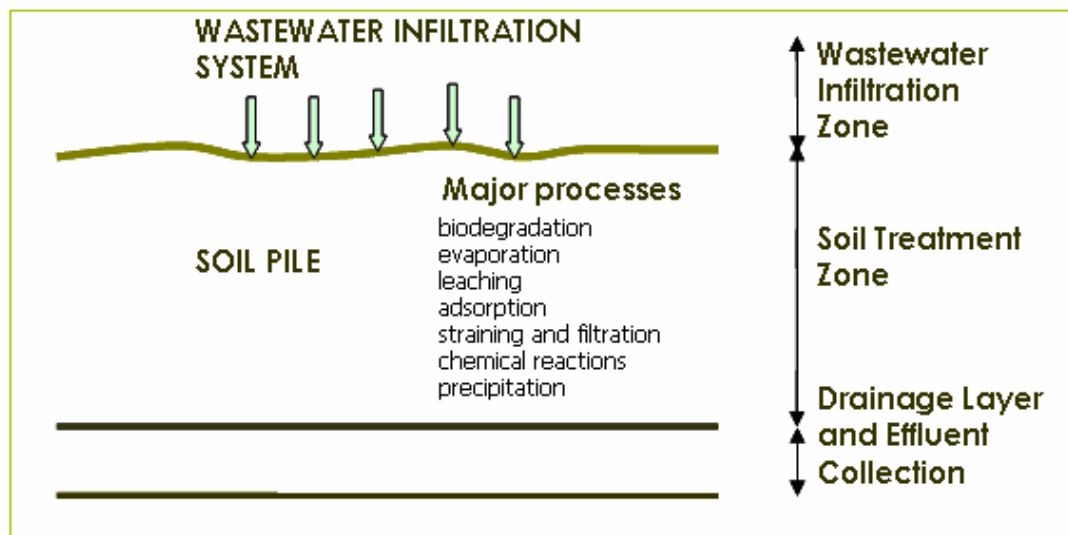 WASTEWATER INFILTRATION
SYSTEM
Wastewater
Infiltration
Zone
Major processes
biodegradation
evaporation
leaching
adsorption
straining and filtration
chemical reactions
precipitation
SOIL PILE
Soil Treatment
Zone
Drainage Layer
and Effluent
Collection